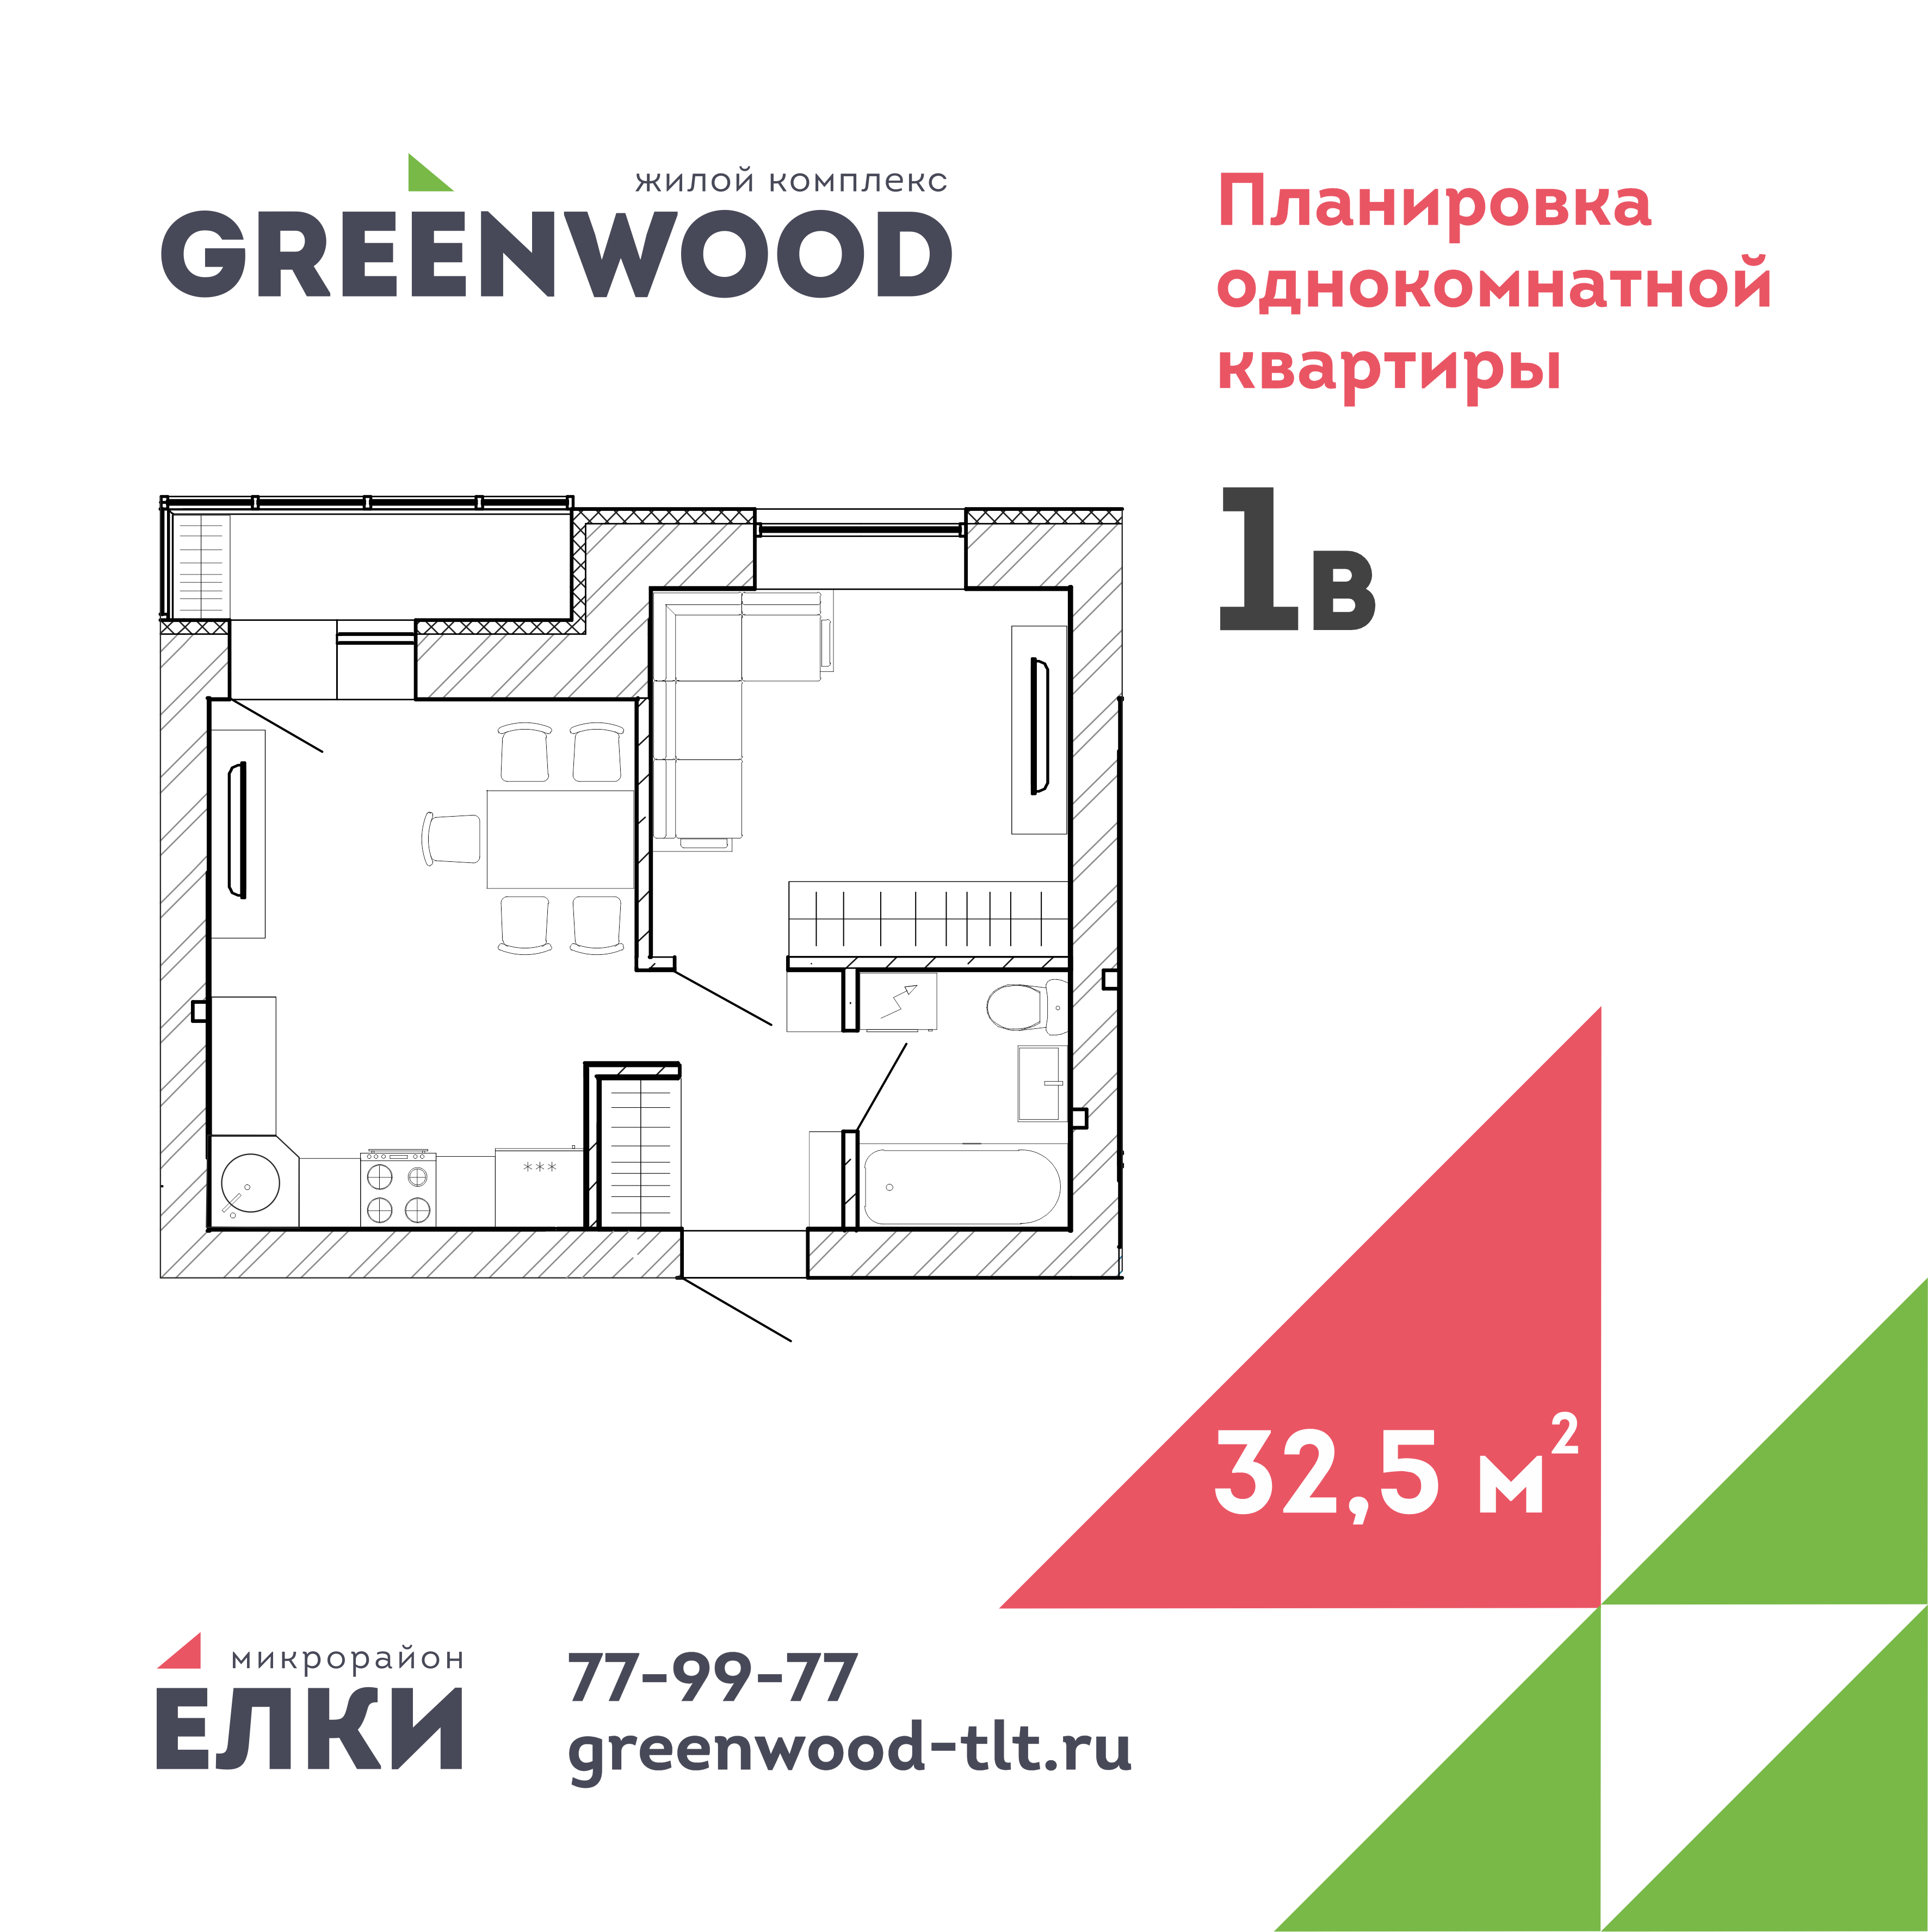 жилой комплекс
GREENWOOD
Планировка
однокомнатной
квартиры
1в
32,5 м²
микрорайон
ЕЛКИ
77-99-77
greenwood-tlt.ru